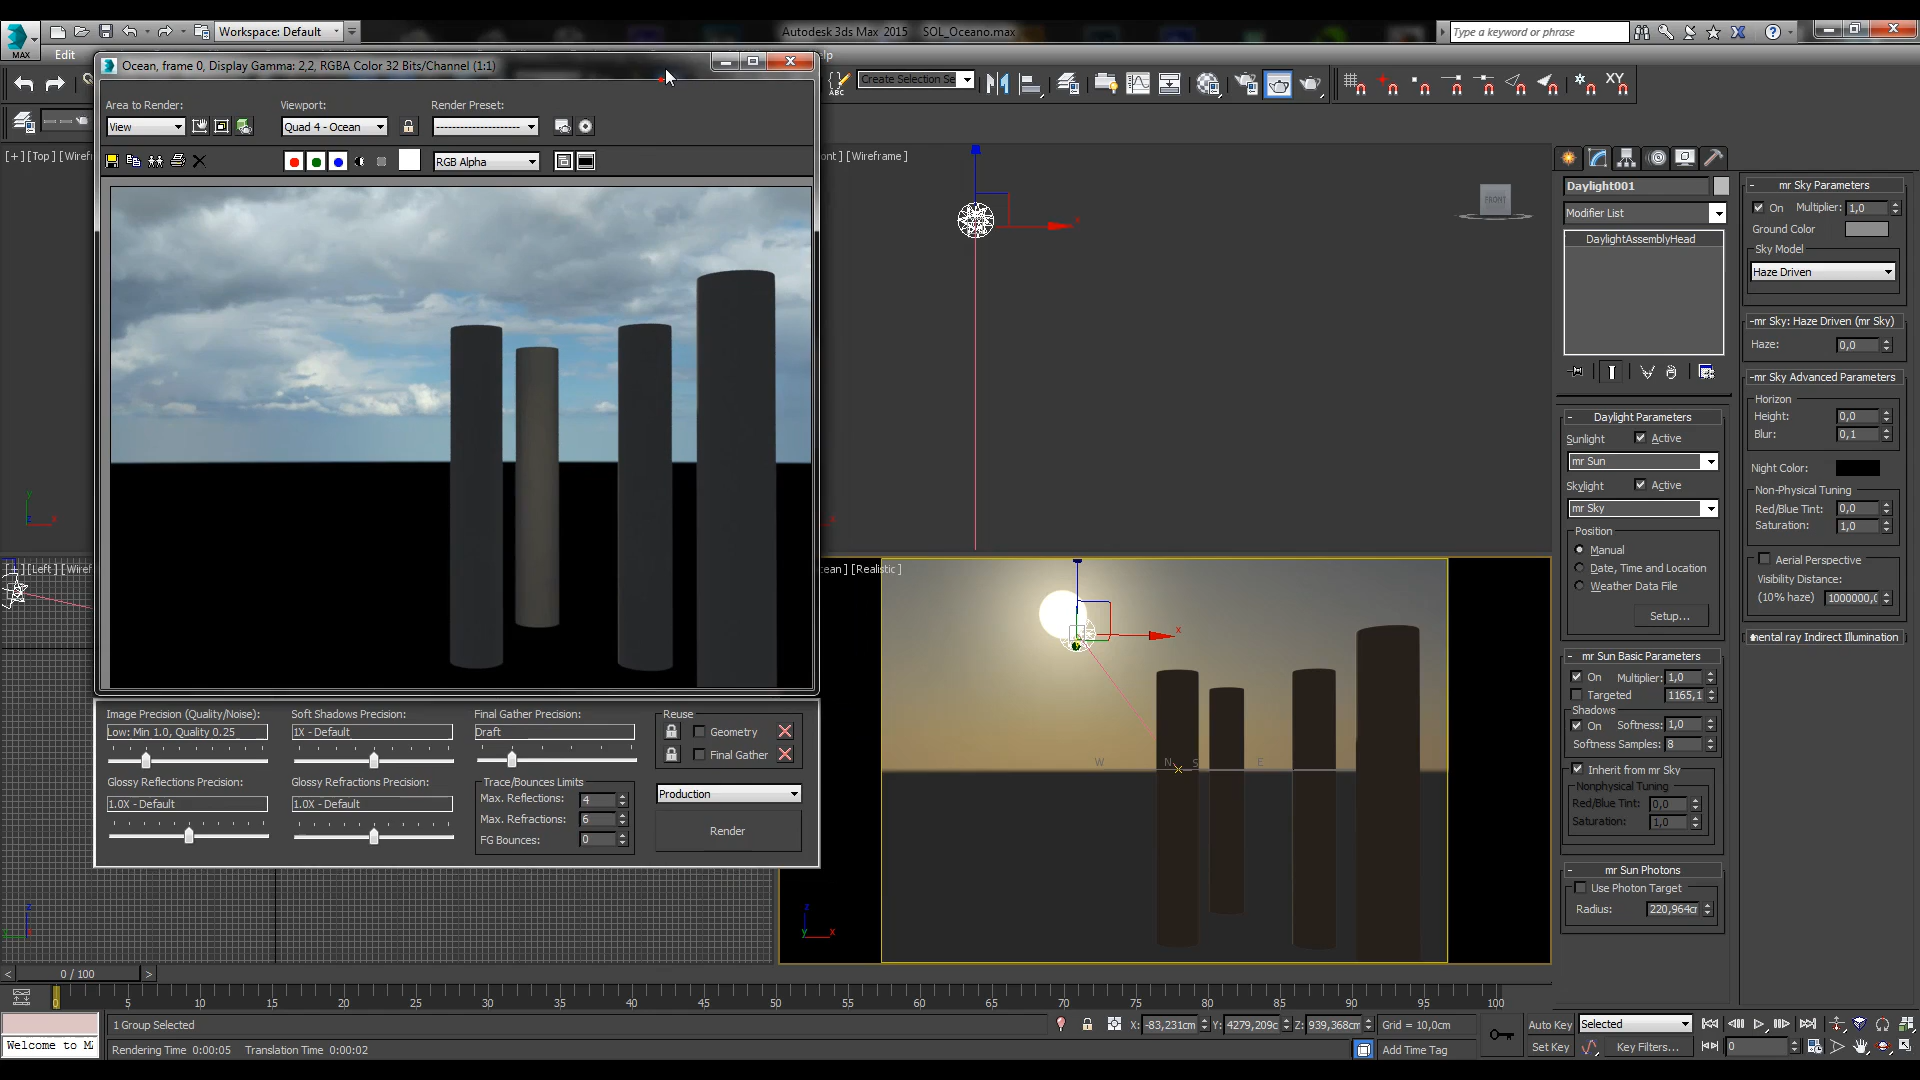 MAX
Workspace: Default
Autodesk 3ds Max 2015 SOL_Oceano.max
Type a keyword or phrase
Edit
lp
Ocean, frame 0, Display Gamma: 2,2, RGBA Color 32 Bits/Channel (1:1)
Area to Render:
Viewport:
Render Preset:
View
Quad 4 - Ocean
RGB Alpha
ABC
Create Selection Se
XY
[+] [Top] [Wirefr
ont ] [Wireframe ]
FRONT
x
[+] [Left] [Wiref
cean ] [Realistic ]
W N S E
x
Image Precision (Quality/Noise):
Low: Min 1.0, Quality 0.25
Soft Shadows Precision:
1X - Default
Final Gather Precision:
Draft
Glossy Reflections Precision:
1.0X - Default
Glossy Refractions Precision:
1.0X - Default
Trace/Bounces Limits
Max. Reflections: 4
Max. Refractions: 6
FG Bounces: 0
Reuse
Geometry
Final Gather
Production
Render
Daylight001
Modifier List
DaylightAssemblyHead
- Daylight Parameters
Sunlight Active
mr Sun
Skylight Active
mr Sky
Position
Manual
Date, Time and Location
Weather Data File
Setup...
- mr Sun Basic Parameters
On Multiplier: 1,0
Targeted 1165,1
Shadows
On Softness: 1,0
Softness Samples: 8
Inherit from mr Sky
Nonphysical Tuning
Red/Blue Tint: 0,0
Saturation: 1,0
- mr Sun Photons
Use Photon Target
Radius: 220,964cr
- mr Sky Parameters
On Multiplier: 1,0
Ground Color
Sky Model
Haze Driven
-mr Sky: Haze Driven (mr Sky)
Haze: 0,0
-mr Sky Advanced Parameters
Horizon
Height: 0,0
Blur: 0,1
Night Color:
Non-Physical Tuning
Red/Blue Tint: 0,0
Saturation: 1,0
Aerial Perspective
Visibility Distance:
(10% haze) 1000000,(
mental ray Indirect Illumination
< 0 / 100 >
0 5 10 15 20 25 30 35 40 45 50 55 60 65 70 75 80 85 90 95 100
1 Group Selected
X: -83,231cm Y: 4279,209c Z: 939,368cm Grid = 10,0cm
Auto Key
Selected
Welcome to MA
Rendering Time 0:00:05 Translation Time 0:00:02
Add Time Tag
Set Key
Key Filters...
0